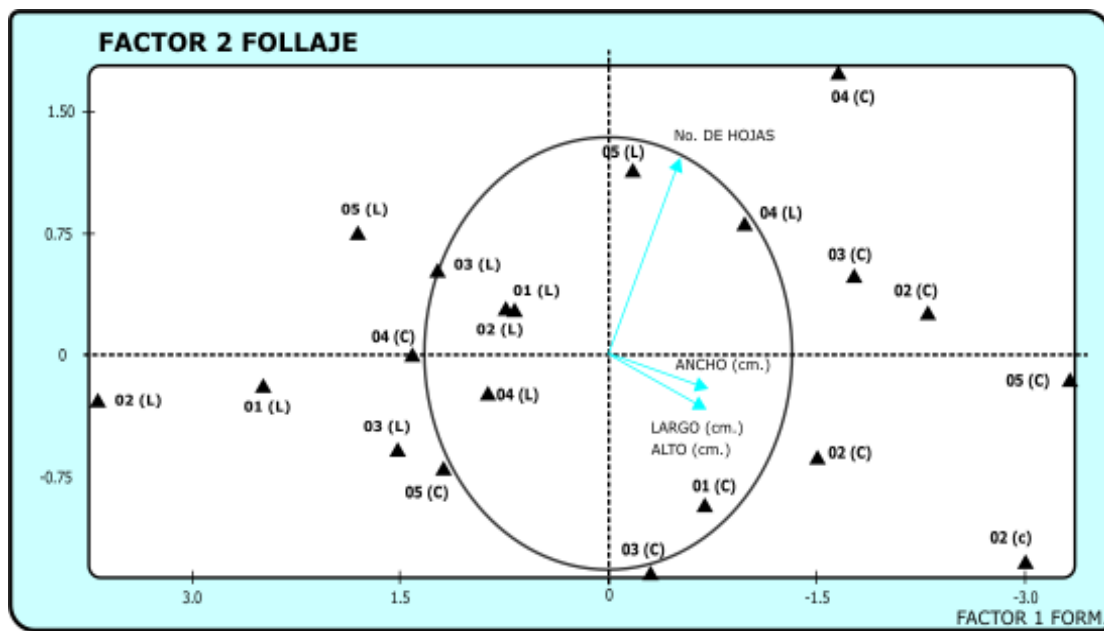 FACTOR 2 FOLLAJE
04 (C)
1.50
No. DE HOJAS
05 (L)
05 (L)
04 (L)
0.75
03 (L)
03 (C)
01 (L)
02 (C)
02 (L)
04 (C)
0
ANCHO (cm.)
05 (C)
04 (L)
02 (L)
01 (L)
03 (L)
LARGO (cm.)
ALTO (cm.)
02 (C)
-0.75
05 (C)
01 (C)
03 (C)
02 (c)
3.0
1.5
0
-1.5
-3.0
FACTOR 1 FORM